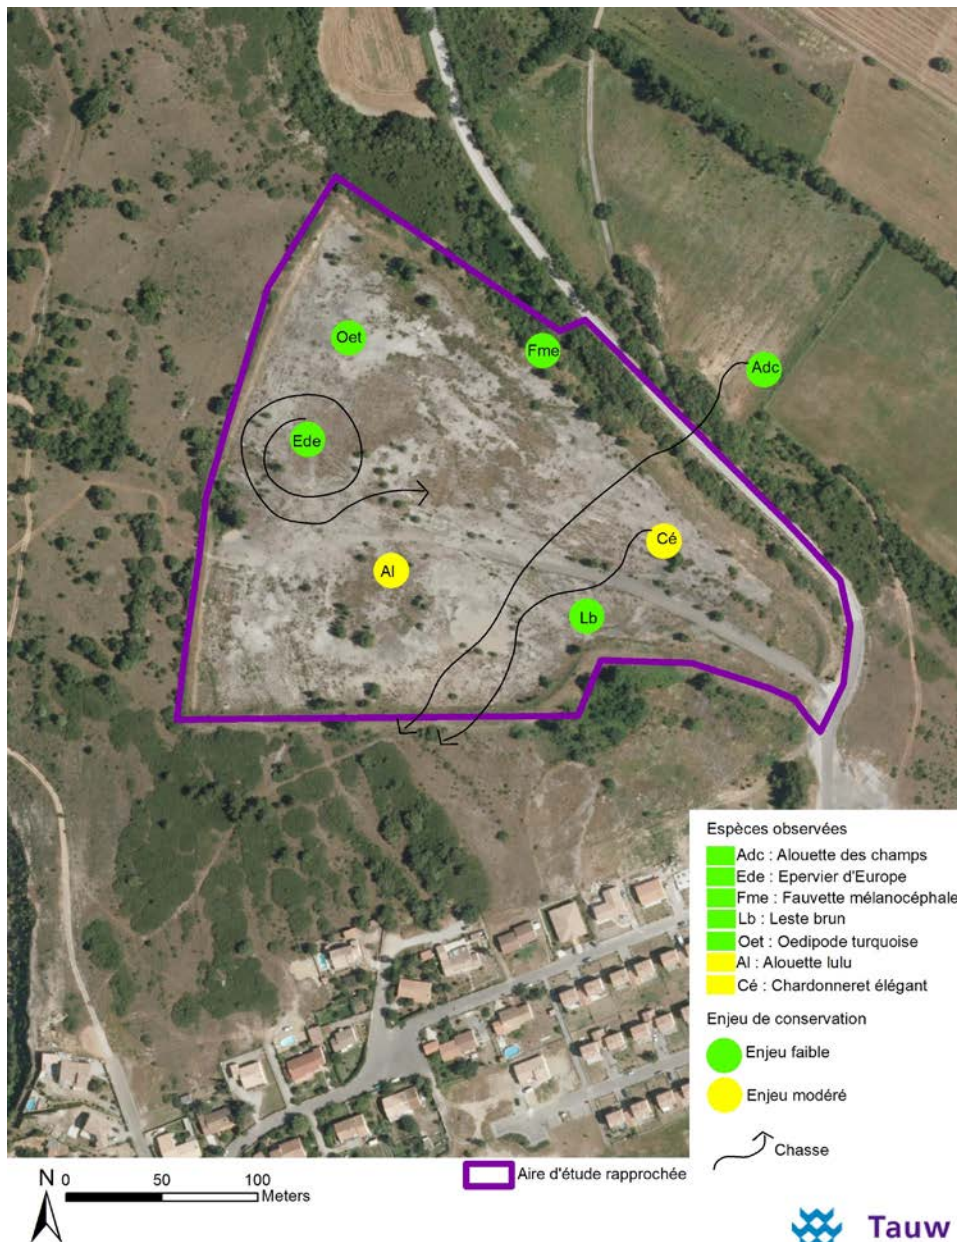 Oet
Fme
Adc
Ede
Cé
Al
Lb
Espèces observées
Adc : Alouette des champs
Ede : Epervier d'Europe
Fme : Fauvette mélanocéphale
Lb : Leste brun
Oet : Oedipode turquoise
Al : Alouette lulu
Cé : Chardonneret élégant
Enjeu de conservation
Enjeu faible
Enjeu modéré
Chasse
N
0 50 100
Meters
Aire d'étude rapprochée
Tauw